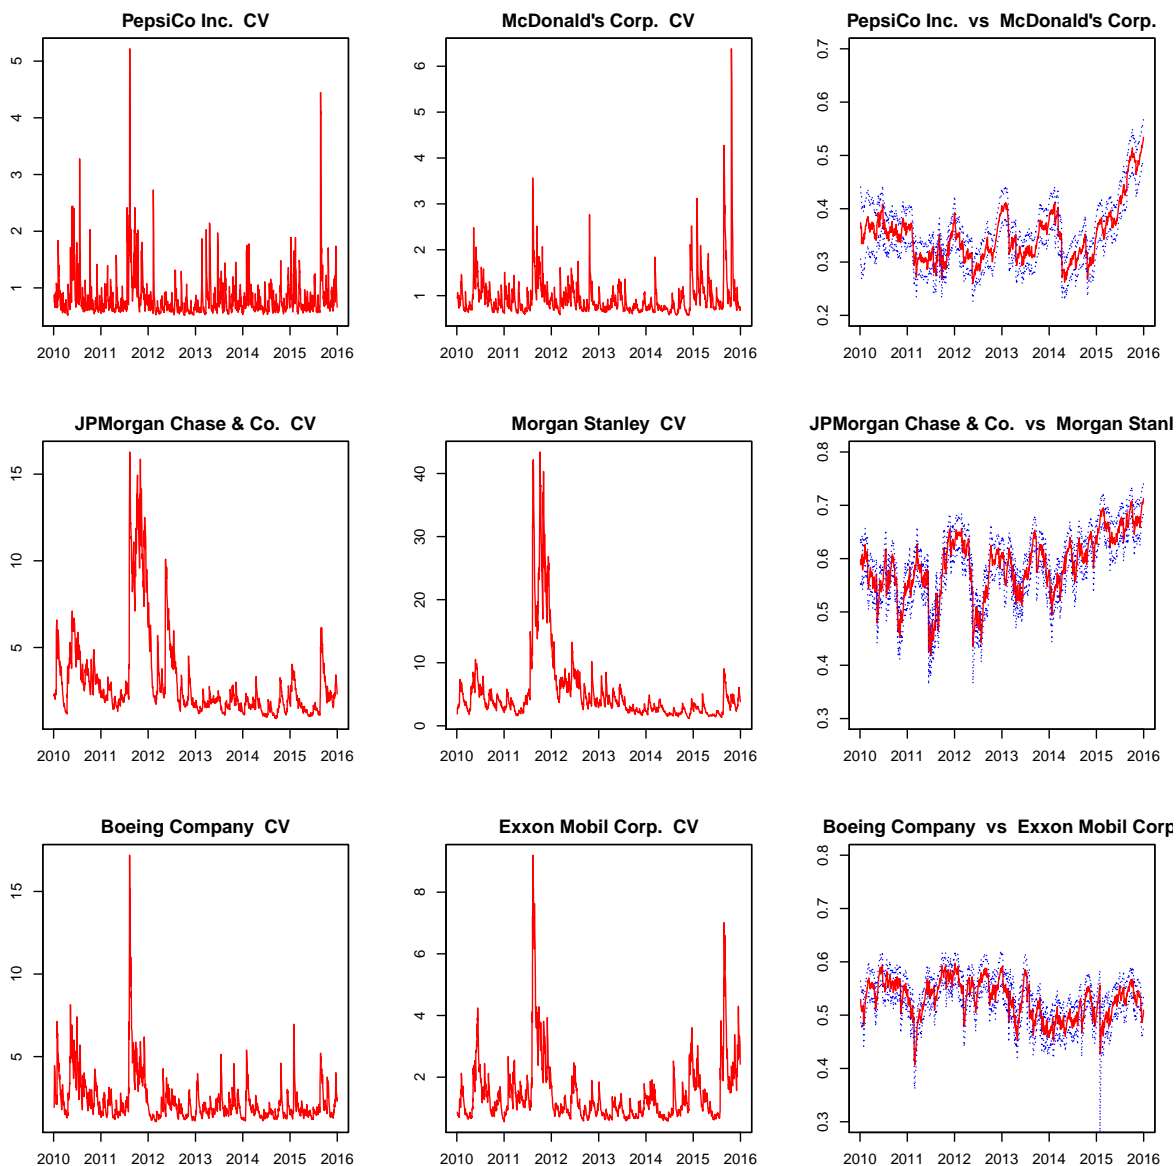 PepsiCo Inc. CV
5
4
3
2
1
2010 2011 2012 2013 2014 2015 2016
McDonald's Corp. CV
6
5
4
3
2
1
2010 2011 2012 2013 2014 2015 2016
PepsiCo Inc. vs McDonald's Corp.
0.7
0.6
0.5
0.4
0.3
0.2
2010 2011 2012 2013 2014 2015 2016
JPMorgan Chase & Co. CV
15
10
5
2010 2011 2012 2013 2014 2015 2016
Morgan Stanley CV
40
30
20
10
0
2010 2011 2012 2013 2014 2015 2016
JPMorgan Chase & Co. vs Morgan Stanl
0.8
0.7
0.6
0.5
0.4
0.3
2010 2011 2012 2013 2014 2015 2016
Boeing Company CV
15
10
5
2010 2011 2012 2013 2014 2015 2016
Exxon Mobil Corp. CV
8
6
4
2
2010 2011 2012 2013 2014 2015 2016
Boeing Company vs Exxon Mobil Corp
0.8
0.7
0.6
0.5
0.4
0.3
2010 2011 2012 2013 2014 2015 2016